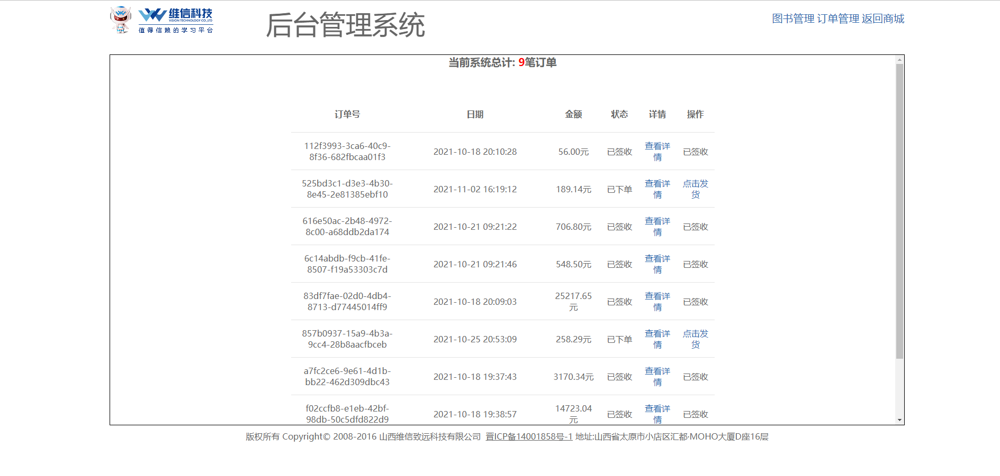 维信科技
VISION TECHNOLOGY CO.,LTD
值得信赖的学习平台
后台管理系统
图书管理 订单管理 返回商城
当前系统总计: 9笔订单
订单号 日期 金额 状态 详情 操作
112f3993-3ca6-40c9-
8f36-682fbcaa01f3
2021-10-18 20:10:28
56.00元
已签收
查看详
情
已签收
525bd3c1-d3e3-4b30-
8e45-2e81385ebf10
2021-11-02 16:19:12
189.14元
已下单
查看详
情
点击发
货
616e50ac-2b48-4972-
8c00-a68ddb2da174
2021-10-21 09:21:22
706.80元
已签收
查看详
情
已签收
6c14abdb-f9cb-41fe-
8507-f19a53303c7d
2021-10-21 09:21:46
548.50元
已签收
查看详
情
已签收
83df7fae-02d0-4db4-
8713-d77445014ff9
2021-10-18 20:09:03
25217.65
元
已签收
查看详
情
已签收
857b0937-15a9-4b3a-
9cc4-28b8aacfbceb
2021-10-25 20:53:09
258.29元
已下单
查看详
情
点击发
货
a7fc2ce6-9e61-4d1b-
bb22-462d309dbc43
2021-10-18 19:37:43
3170.34元
已签收
查看详
情
已签收
f02ccfb8-e1eb-42bf-
98db-50c5dfd822d9
2021-10-18 19:38:57
14723.04
元
已签收
查看详
情
已签收
版权所有 Copyright© 2008-2016 山西维信致远科技有限公司 晋ICP备14001858号-1 地址:山西省太原市小店区汇都·MOHO大厦D座16层